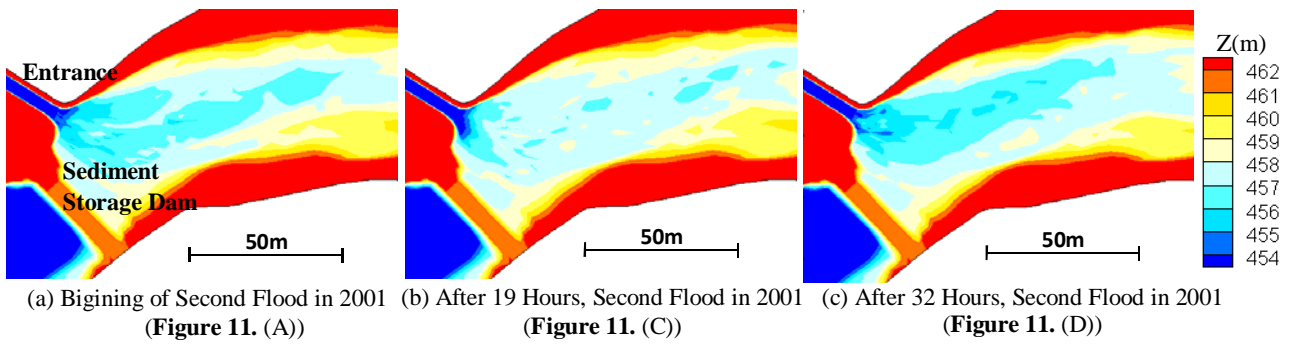 Entrance
Sediment
Storage Dam
50m
50m
50m
Z(m)
462
461
460
459
458
457
456
455
454
(a) Bigining of Second Flood in 2001
(Figure 11. (A))
(b) After 19 Hours, Second Flood in 2001
(Figure 11. (C))
(c) After 32 Hours, Second Flood in 2001
(Figure 11. (D))